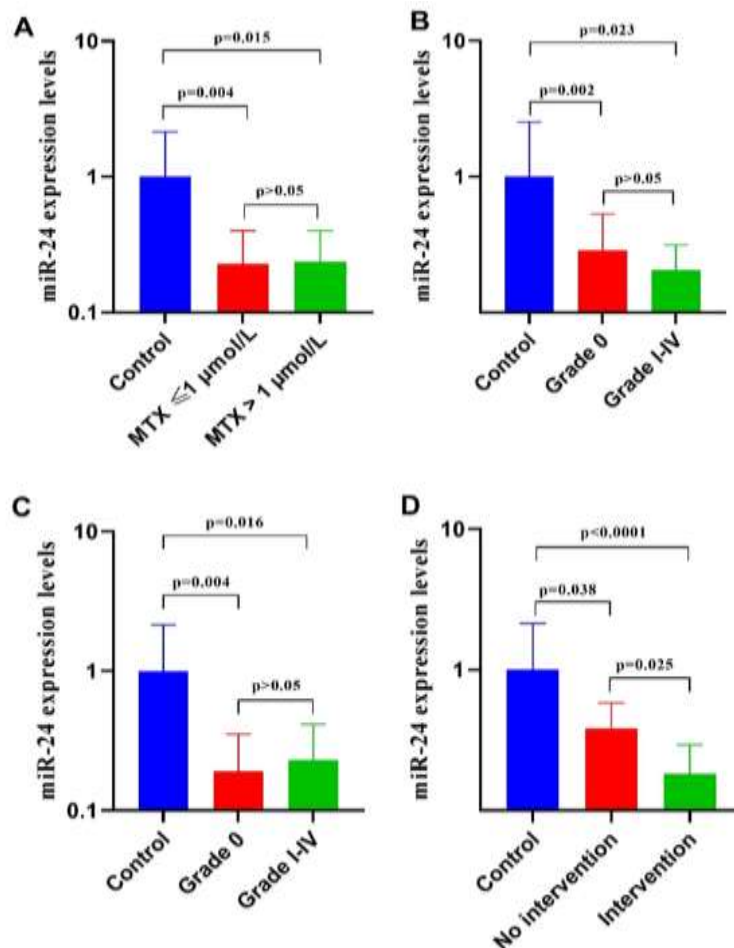 A
10
1
0.1
miR-24 expression levels
p=0.015
p=0.004
p>0.05
Control
MTX ≤1 μmol/L
MTX > 1 μmol/L
B
10
1
miR-24 expression levels
p=0.023
p=0.002
p>0.05
Control
Grade 0
Grade I-IV
C
10
1
0.1
miR-24 expression levels
p=0.016
p=0.004
p>0.05
Control
Grade 0
Grade I-IV
D
10
1
miR-24 expression levels
p<0.0001
p=0.038
p=0.025
Control
No intervention
Intervention